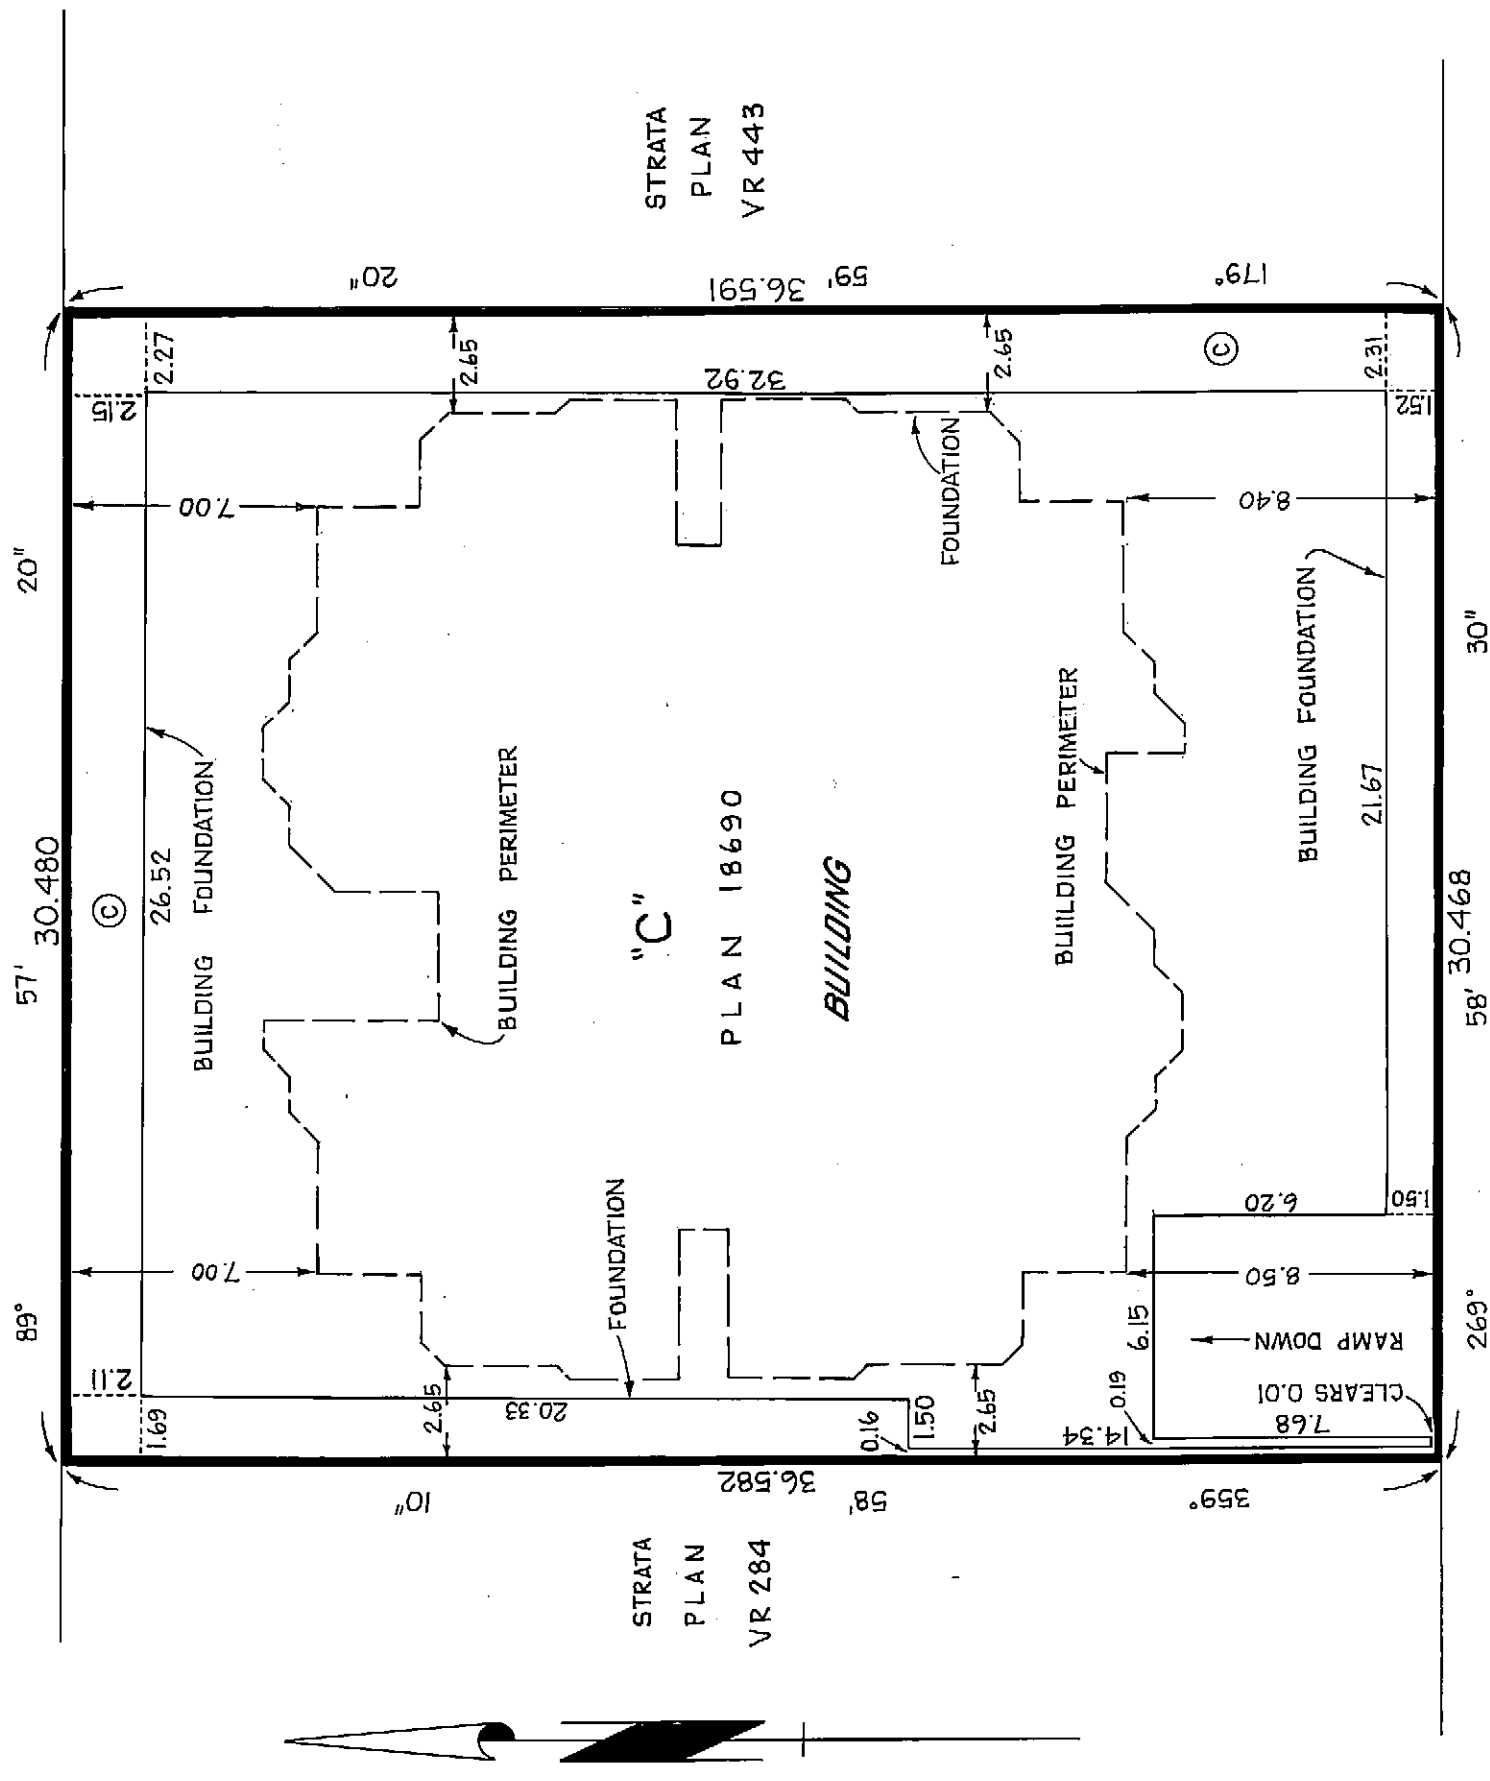 STRATA
PLAN
VR 443
179° 59' 20"
36.591
2.27
2.65
2.65
2.31
Ⓒ
2.15
32.92
1.52
7.00
FOUNDATION
8.40
89° 57' 20"
30.480
Ⓒ
26.52
BUILDING FOUNDATION
BUILDING PERIMETER
"C"
PLAN 18690
BUILDING
BUIILDING PERIMETER
BUILDING FOUNDATION
21.67
269° 58' 30"
30.468
7.00
FOUNDATION
6.20
1.50
8.50
6.15
RAMP DOWN
CLEARS 0.01
2.11
1.69
2.65
20.33
0.16
1.50
2.65
14.34
0.19
7.68
359° 58' 10"
36.582
STRATA
PLAN
VR 284